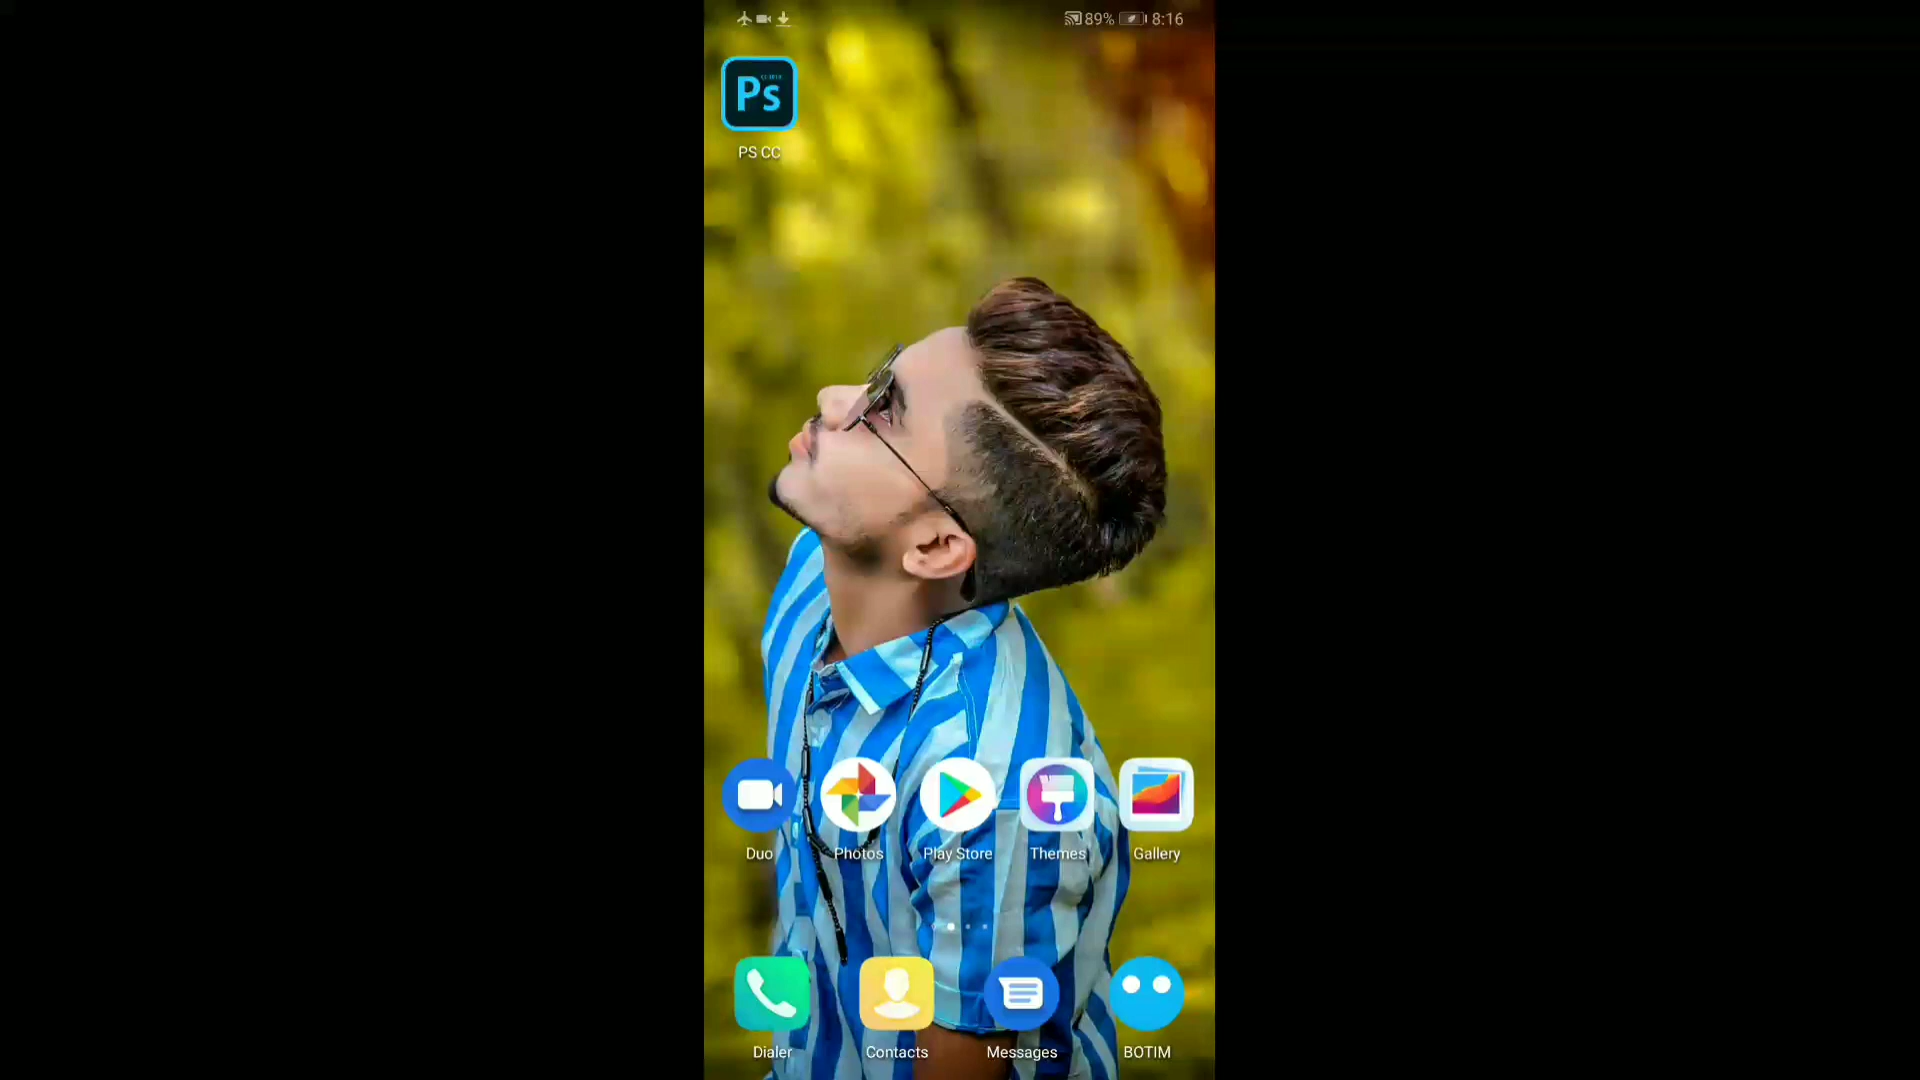 89% 8:16
Ps
PS CC
Duo Photos Play Store Themes Gallery
Dialer Contacts Messages BOTIM